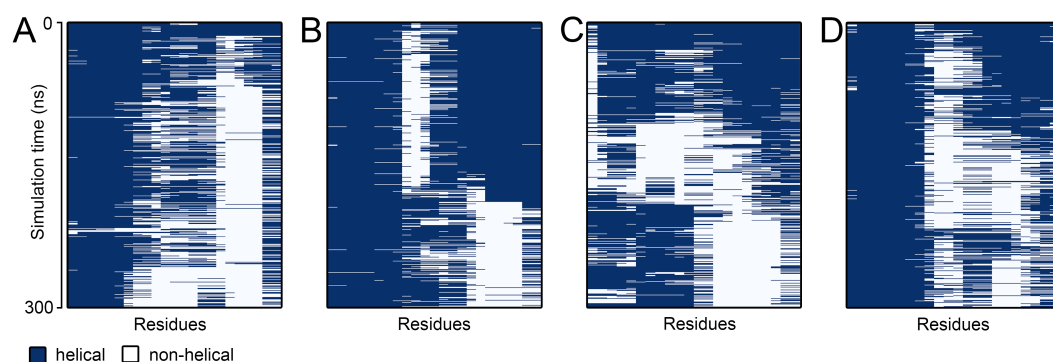 A B C D
0
Simulation time (ns)
300
Residues Residues Residues Residues
helical non-helical